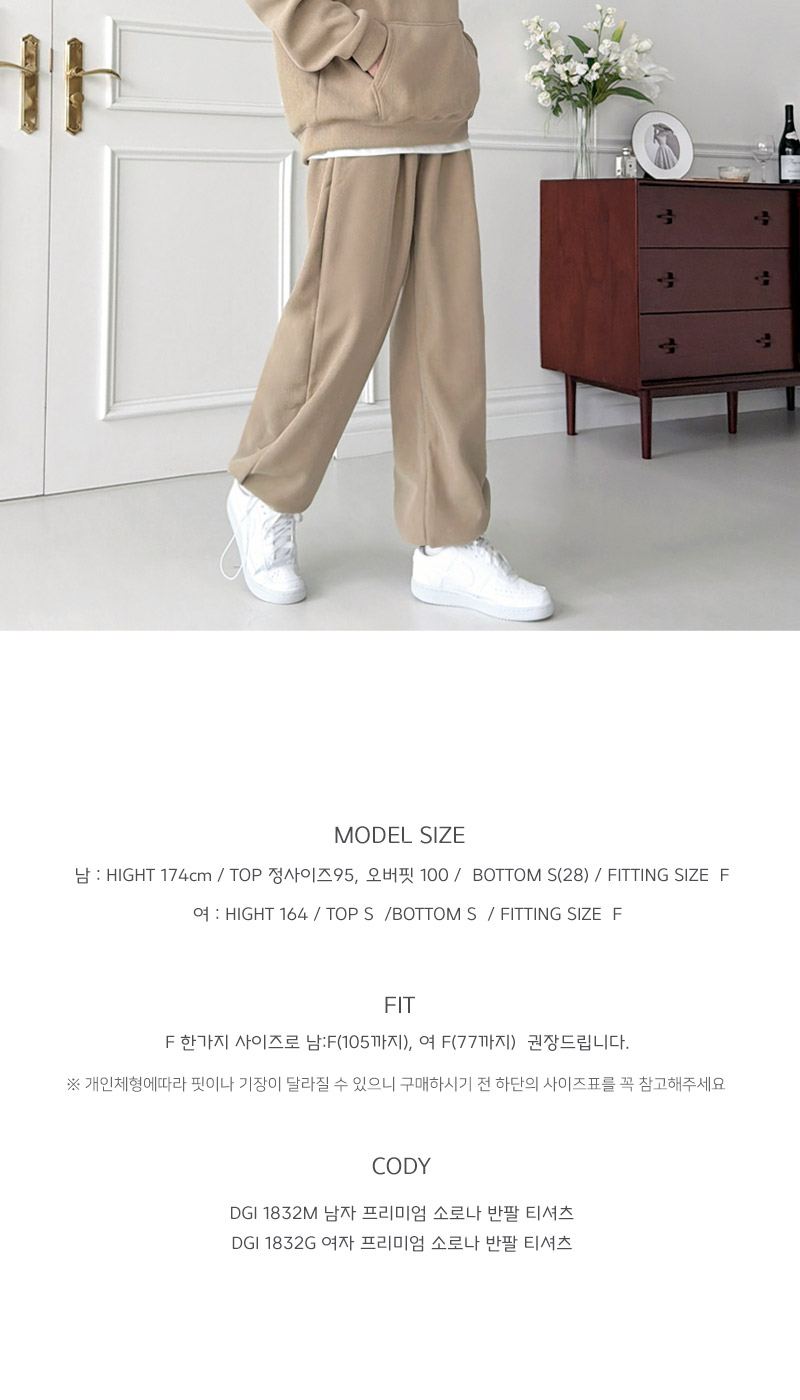 MODEL SIZE
남 : HIGHT 174cm / TOP 정사이즈95, 오버핏 100 / BOTTOM S(28) / FITTING SIZE F
여 : HIGHT 164 / TOP S /BOTTOM S / FITTING SIZE F
FIT
F 한가지 사이즈로 남:F(105까지), 여 F(77까지) 권장드립니다.
※ 개인체형에따라 핏이나 기장이 달라질 수 있으니 구매하시기 전 하단의 사이즈표를 꼭 참고해주세요
CODY
DGI 1832M 남자 프리미엄 소로나 반팔 티셔츠
DGI 1832G 여자 프리미엄 소로나 반팔 티셔츠